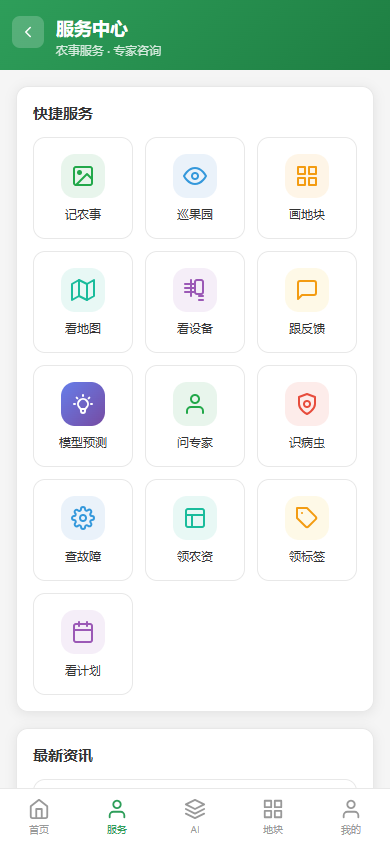 服务中心
农事服务 · 专家咨询
快捷服务
记农事
巡果园
画地块
看地图
看设备
跟反馈
模型预测
问专家
识病虫
查故障
领农资
领标签
看计划
最新资讯
首页
服务
AI
地块
我的